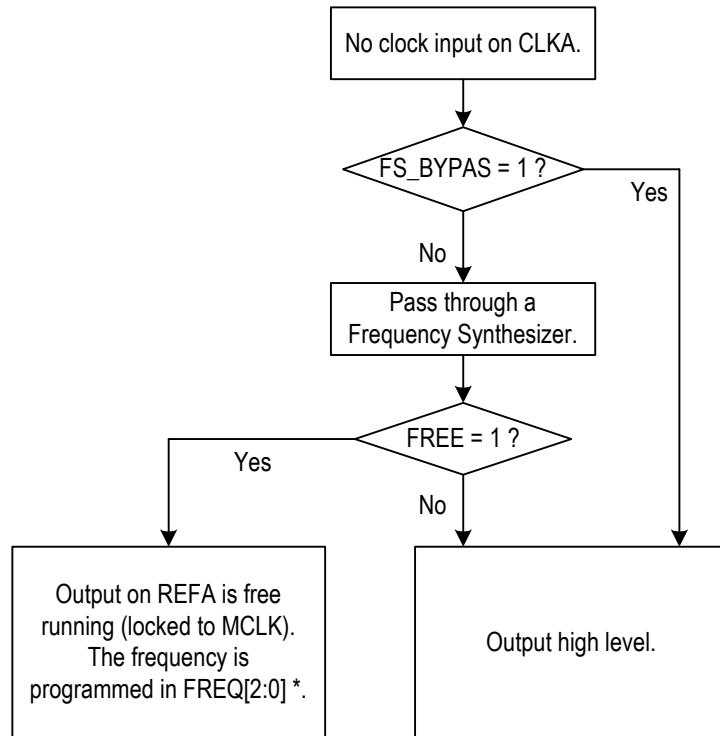 No clock input on CLKA.
FS_BYPAS = 1 ?
Yes
No
Pass through a
Frequency Synthesizer.
FREE = 1 ?
Yes
No
Output on REFA is free
running (locked to MCLK).
The frequency is
programmed in FREQ[2:0] *.
Output high level.